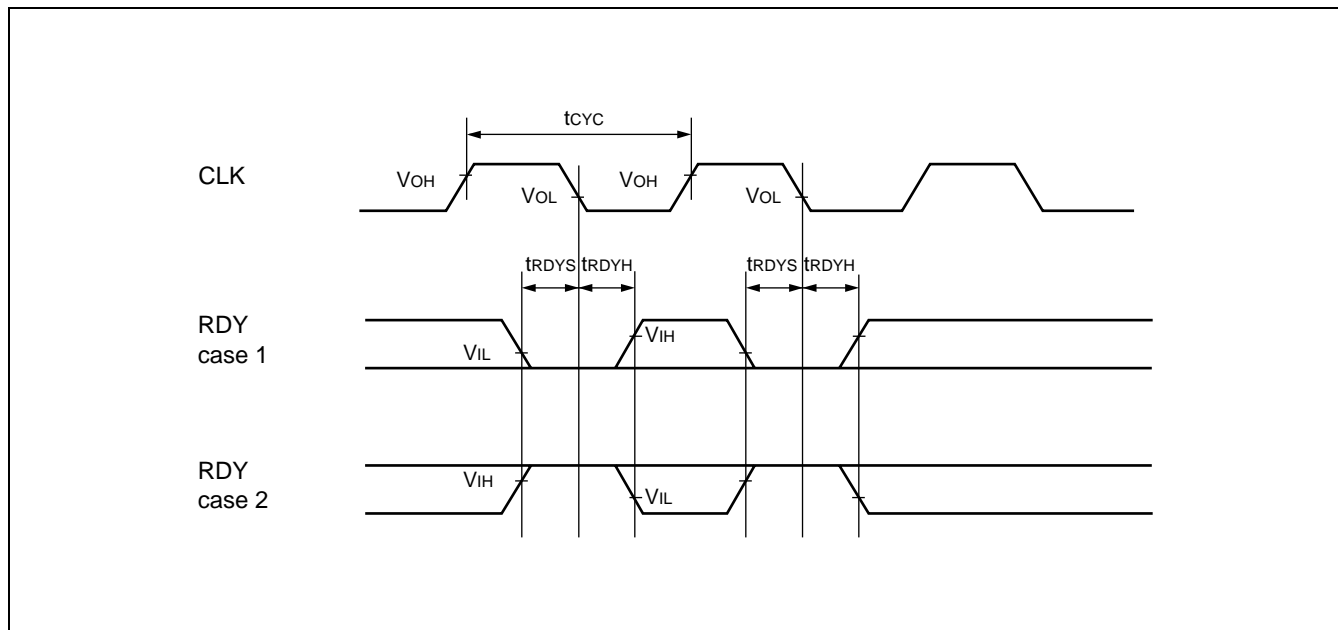 tCYC
CLK
VOH
VOL
VOH
VOL
tRDYS tRDYH
tRDYS tRDYH
RDY
case 1
VIL
VIH
RDY
case 2
VIH
VIL